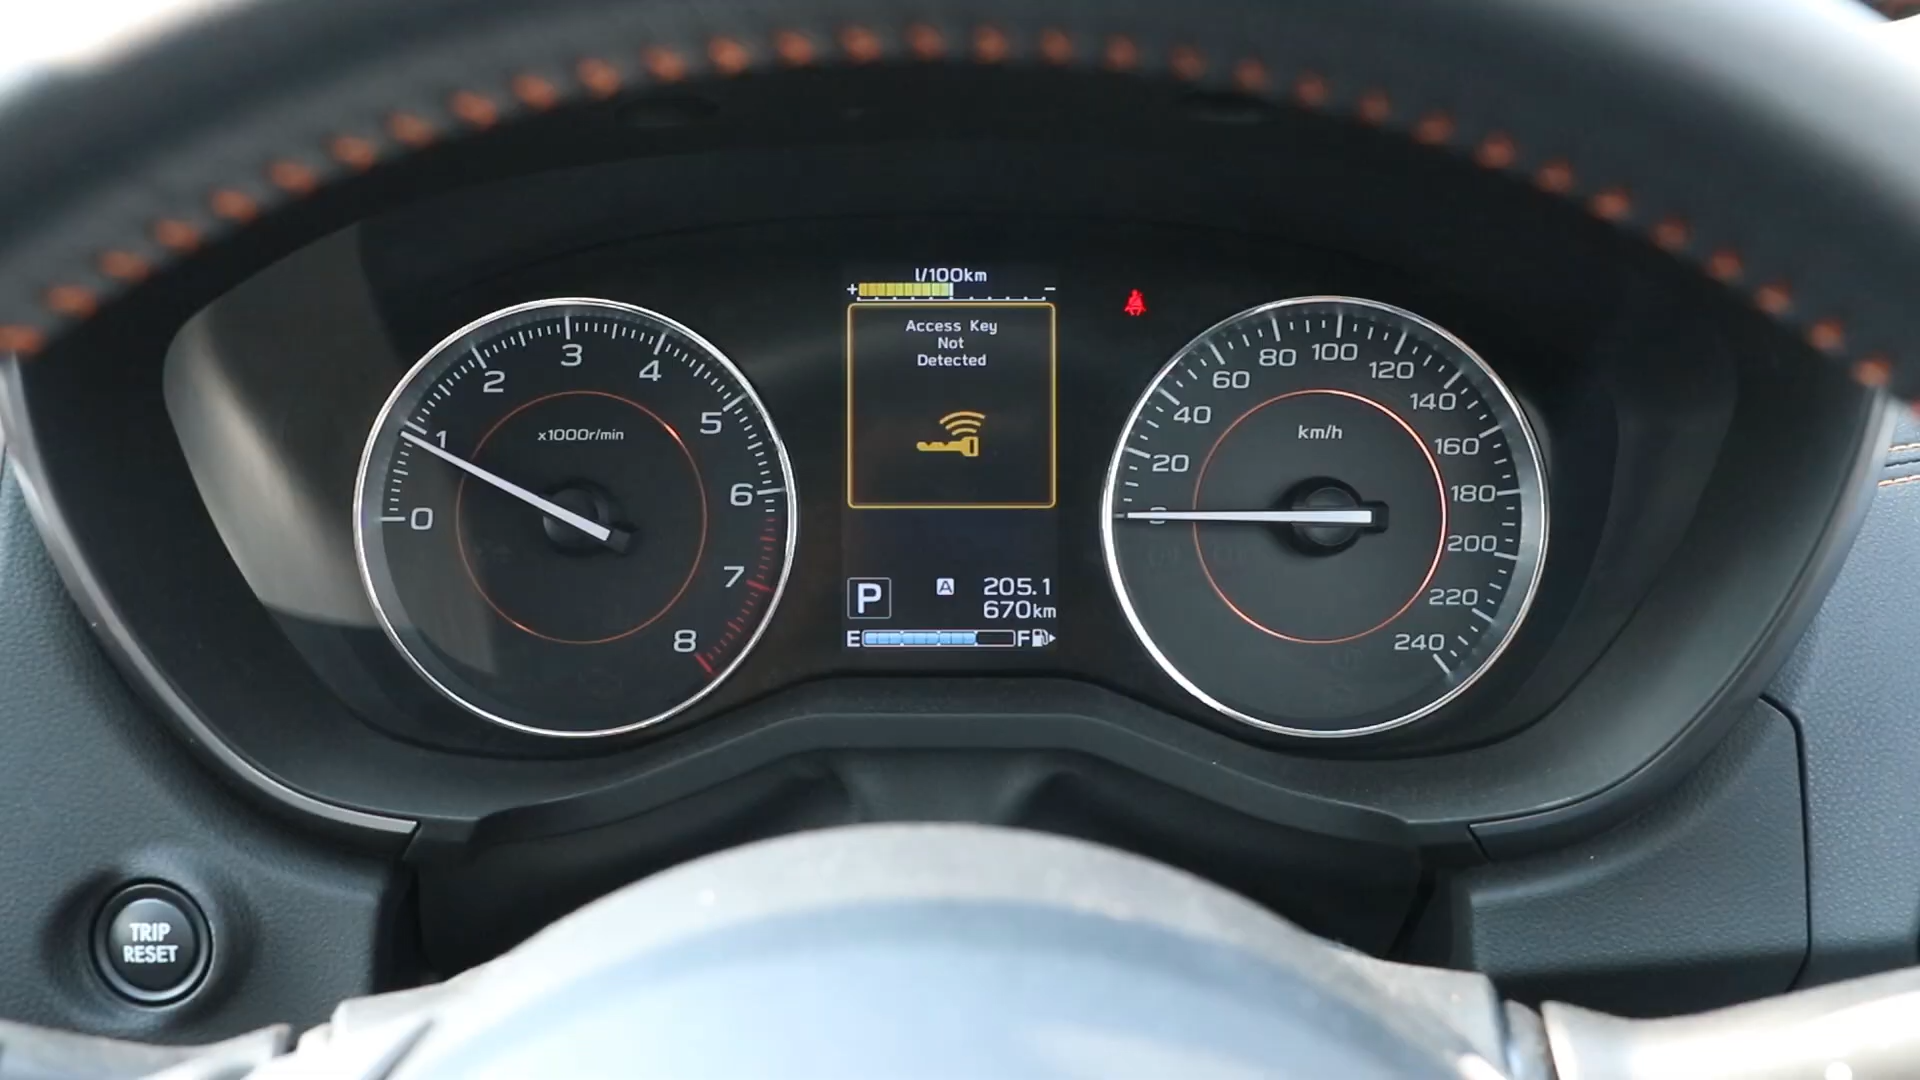 l/100km
+ −
Access Key
Not
Detected
0
1
2
3
4
5
6
7
8
x1000r/min
20
40
60
80
100
120
140
160
180
200
220
240
km/h
P
A 205.1
670km
E F
TRIP
RESET